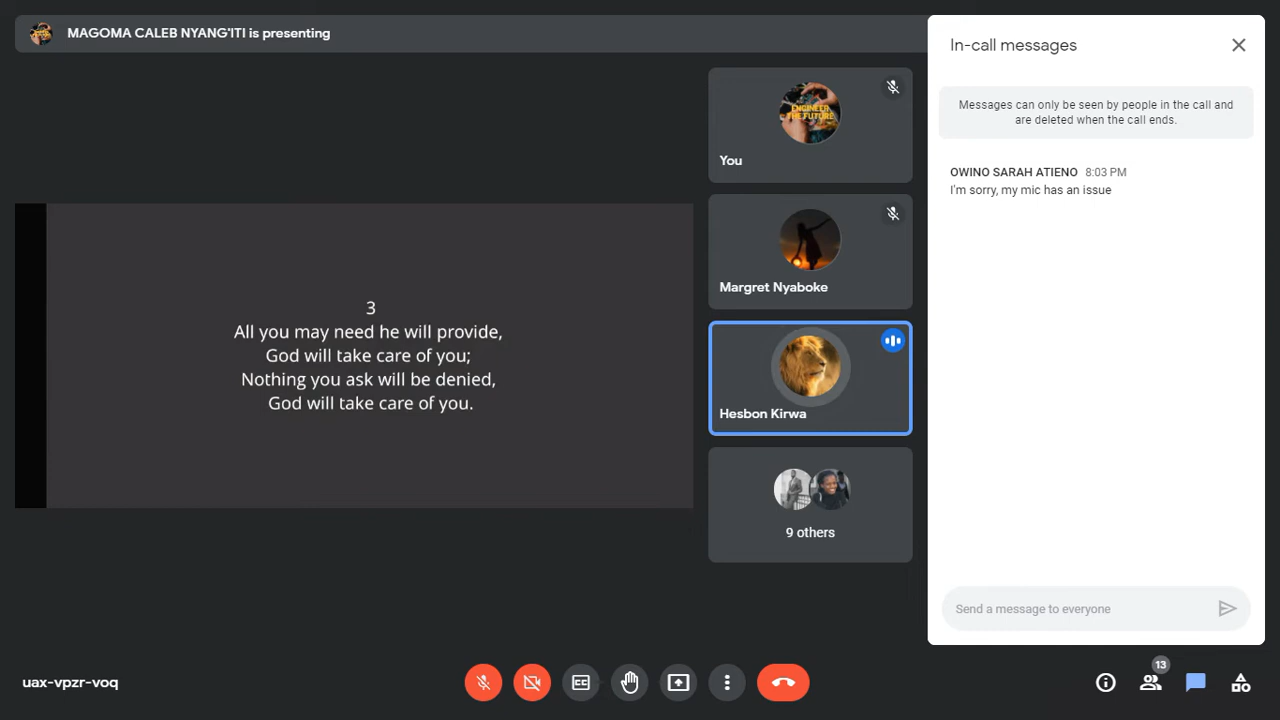 MAGOMA CALEB NYANG'ITI is presenting
In-call messages
Messages can only be seen by people in the call and
are deleted when the call ends.
OWINO SARAH ATIENO 8:03 PM
I'm sorry, my mic has an issue
ENGINEER
THE FUTURE
You
Margret Nyaboke
Hesbon Kirwa
9 others
3
All you may need he will provide,
God will take care of you;
Nothing you ask will be denied,
God will take care of you.
Send a message to everyone
uax-vpzr-voq
CC
13